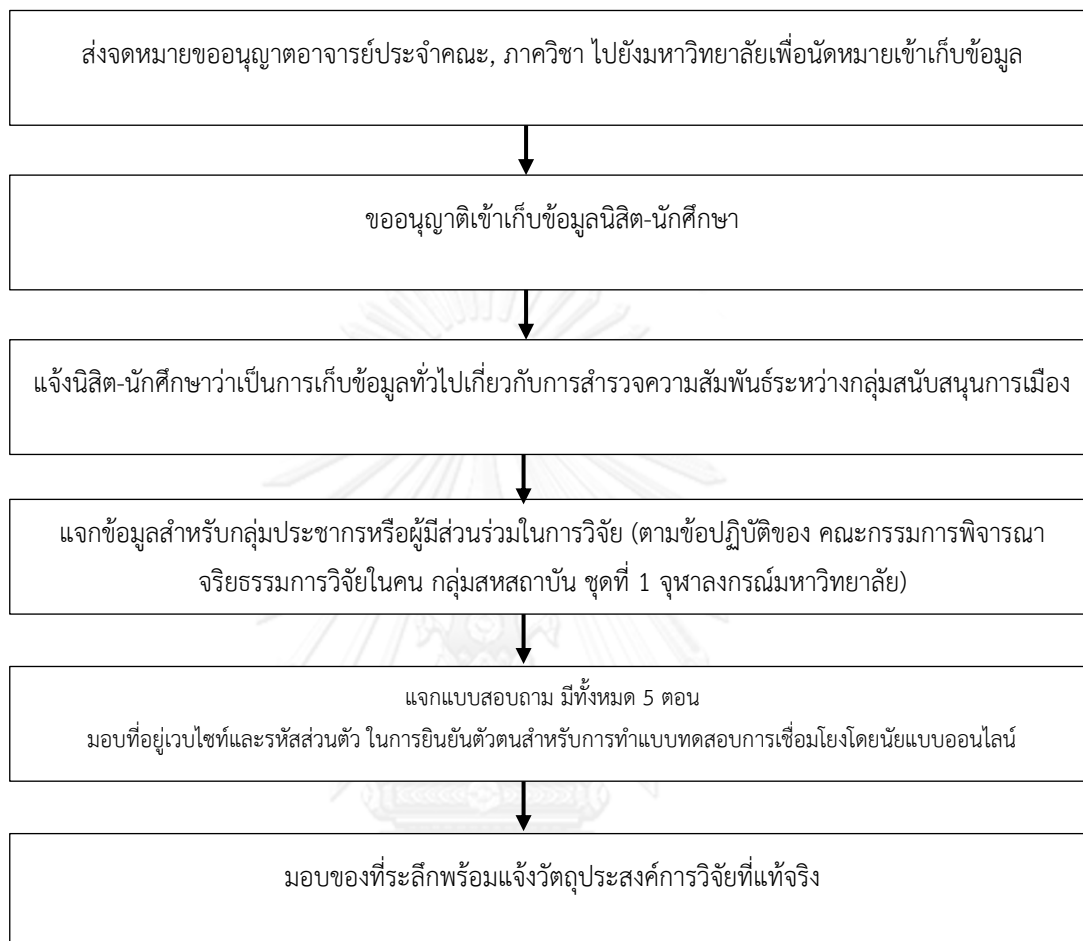 ส่งจดหมายขออนุญาตอาจารย์ประจำคณะ, ภาควิชา ไปยังมหาวิทยาลัยเพื่อนัดหมายเข้าเก็บข้อมูล
ขออนุญาติเข้าเก็บข้อมูลนิสิต-นักศึกษา
แจ้งนิสิต-นักศึกษาว่าเป็นการเก็บข้อมูลทั่วไปเกี่ยวกับการสำรวจความสัมพันธ์ระหว่างกลุ่มสนับสนุนการเมือง
แจกข้อมูลสำหรับกลุ่มประชากรหรือผู้มีส่วนร่วมในการวิจัย (ตามข้อปฏิบัติของ คณะกรรมการพิจารณา
จริยธรรมการวิจัยในคน กลุ่มสหสถาบัน ชุดที่ 1 จุฬาลงกรณ์มหาวิทยาลัย)
แจกแบบสอบถาม มีทั้งหมด 5 ตอน
มอบที่อยู่เวบไซท์และรหัสส่วนตัว ในการยินยันตัวตนสำหรับการทำแบบทดสอบการเชื่อมโยงโดยนัยแบบออนไลน์
มอบของที่ระลึกพร้อมแจ้งวัตถุประสงค์การวิจัยที่แท้จริง